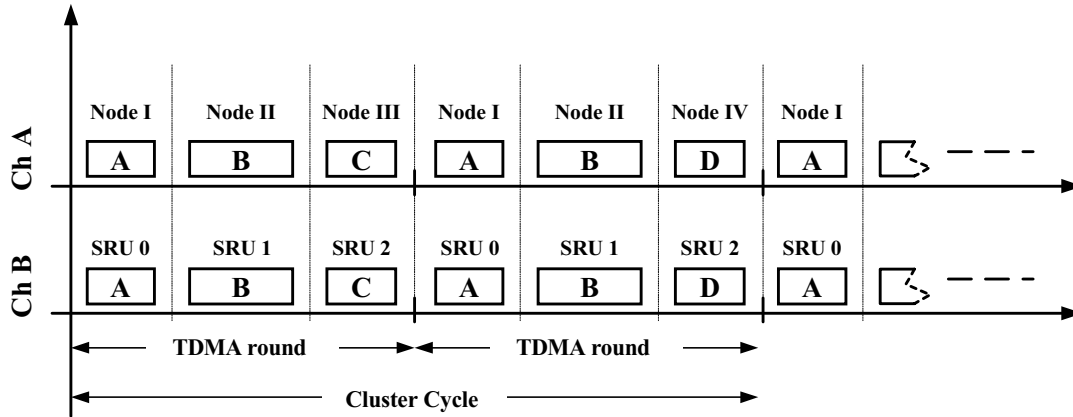 Ch A
Node I Node II Node III Node I Node II Node IV Node I
A B C A B D A
Ch B
SRU 0 SRU 1 SRU 2 SRU 0 SRU 1 SRU 2 SRU 0
A B C A B D A
TDMA round TDMA round
Cluster Cycle